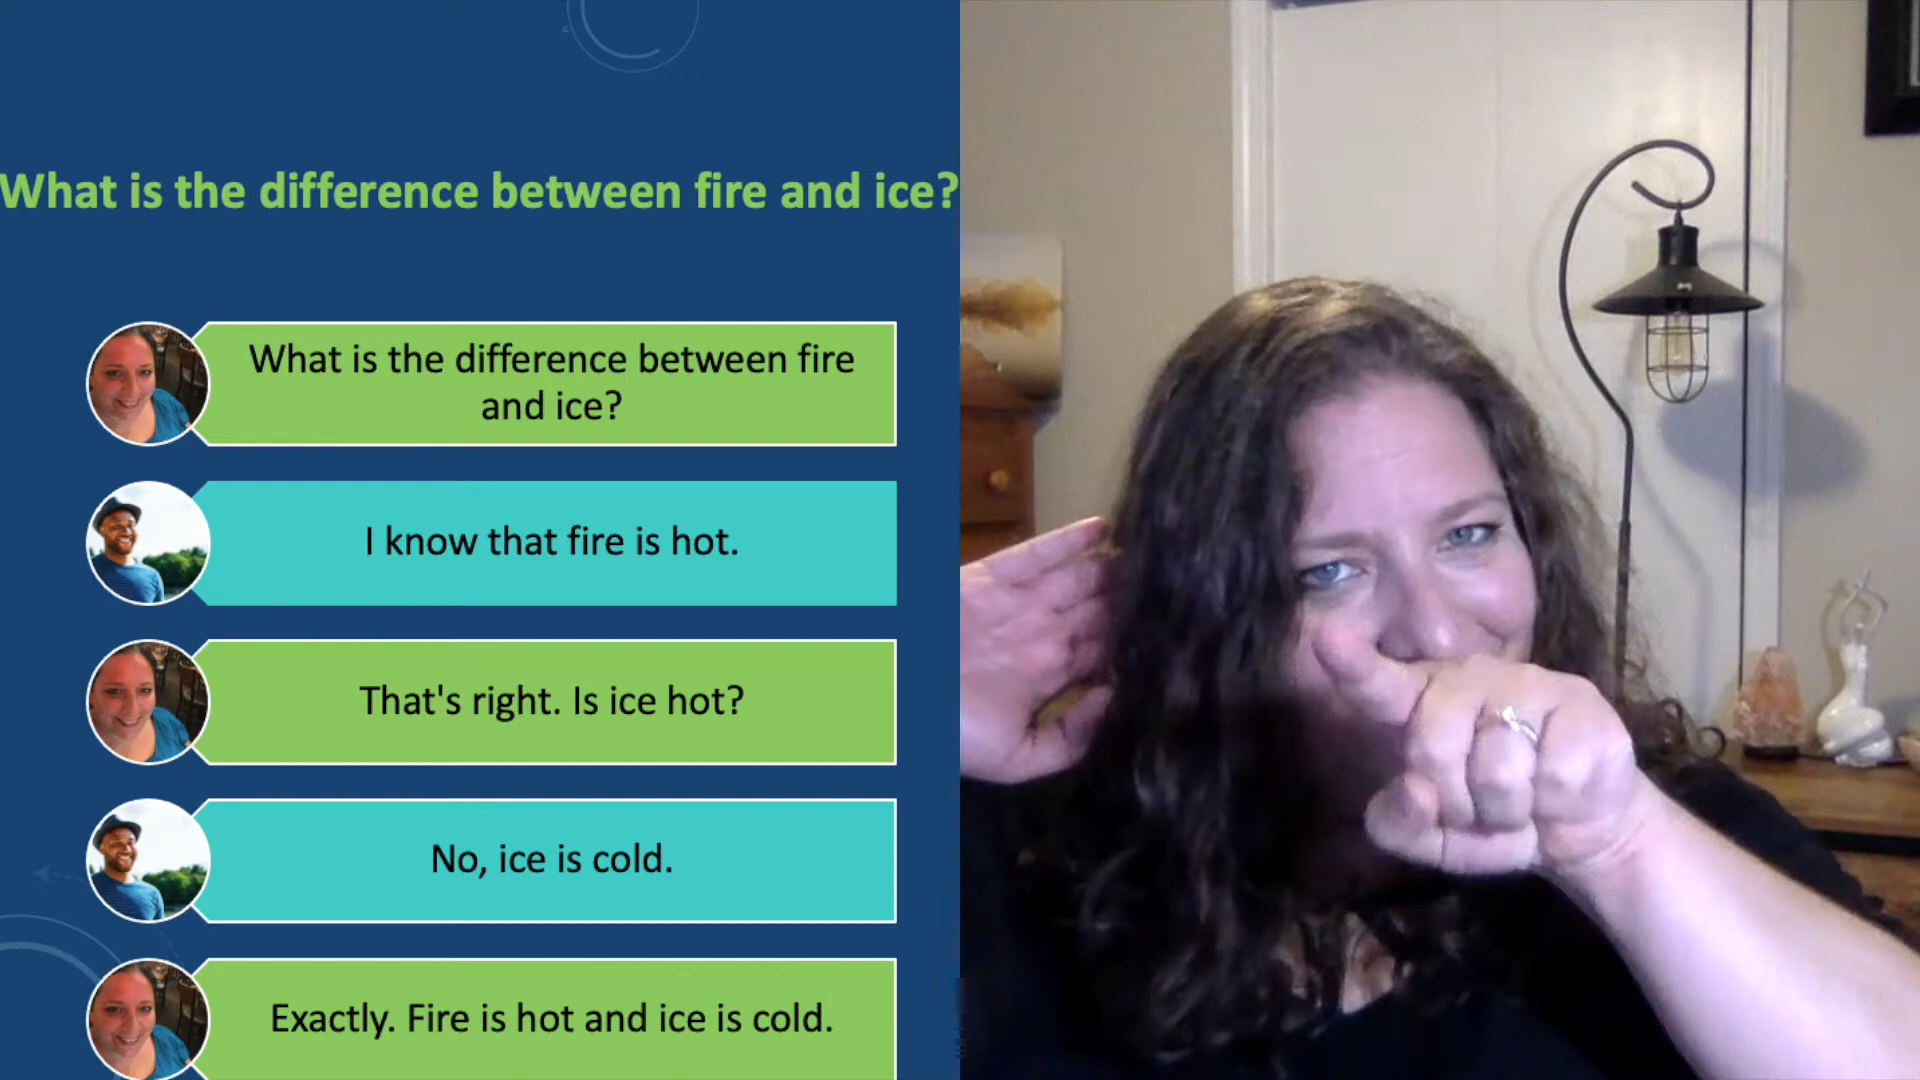 What is the difference between fire and ice?
What is the difference between fire
and ice?
I know that fire is hot.
That's right. Is ice hot?
No, ice is cold.
Exactly. Fire is hot and ice is cold.